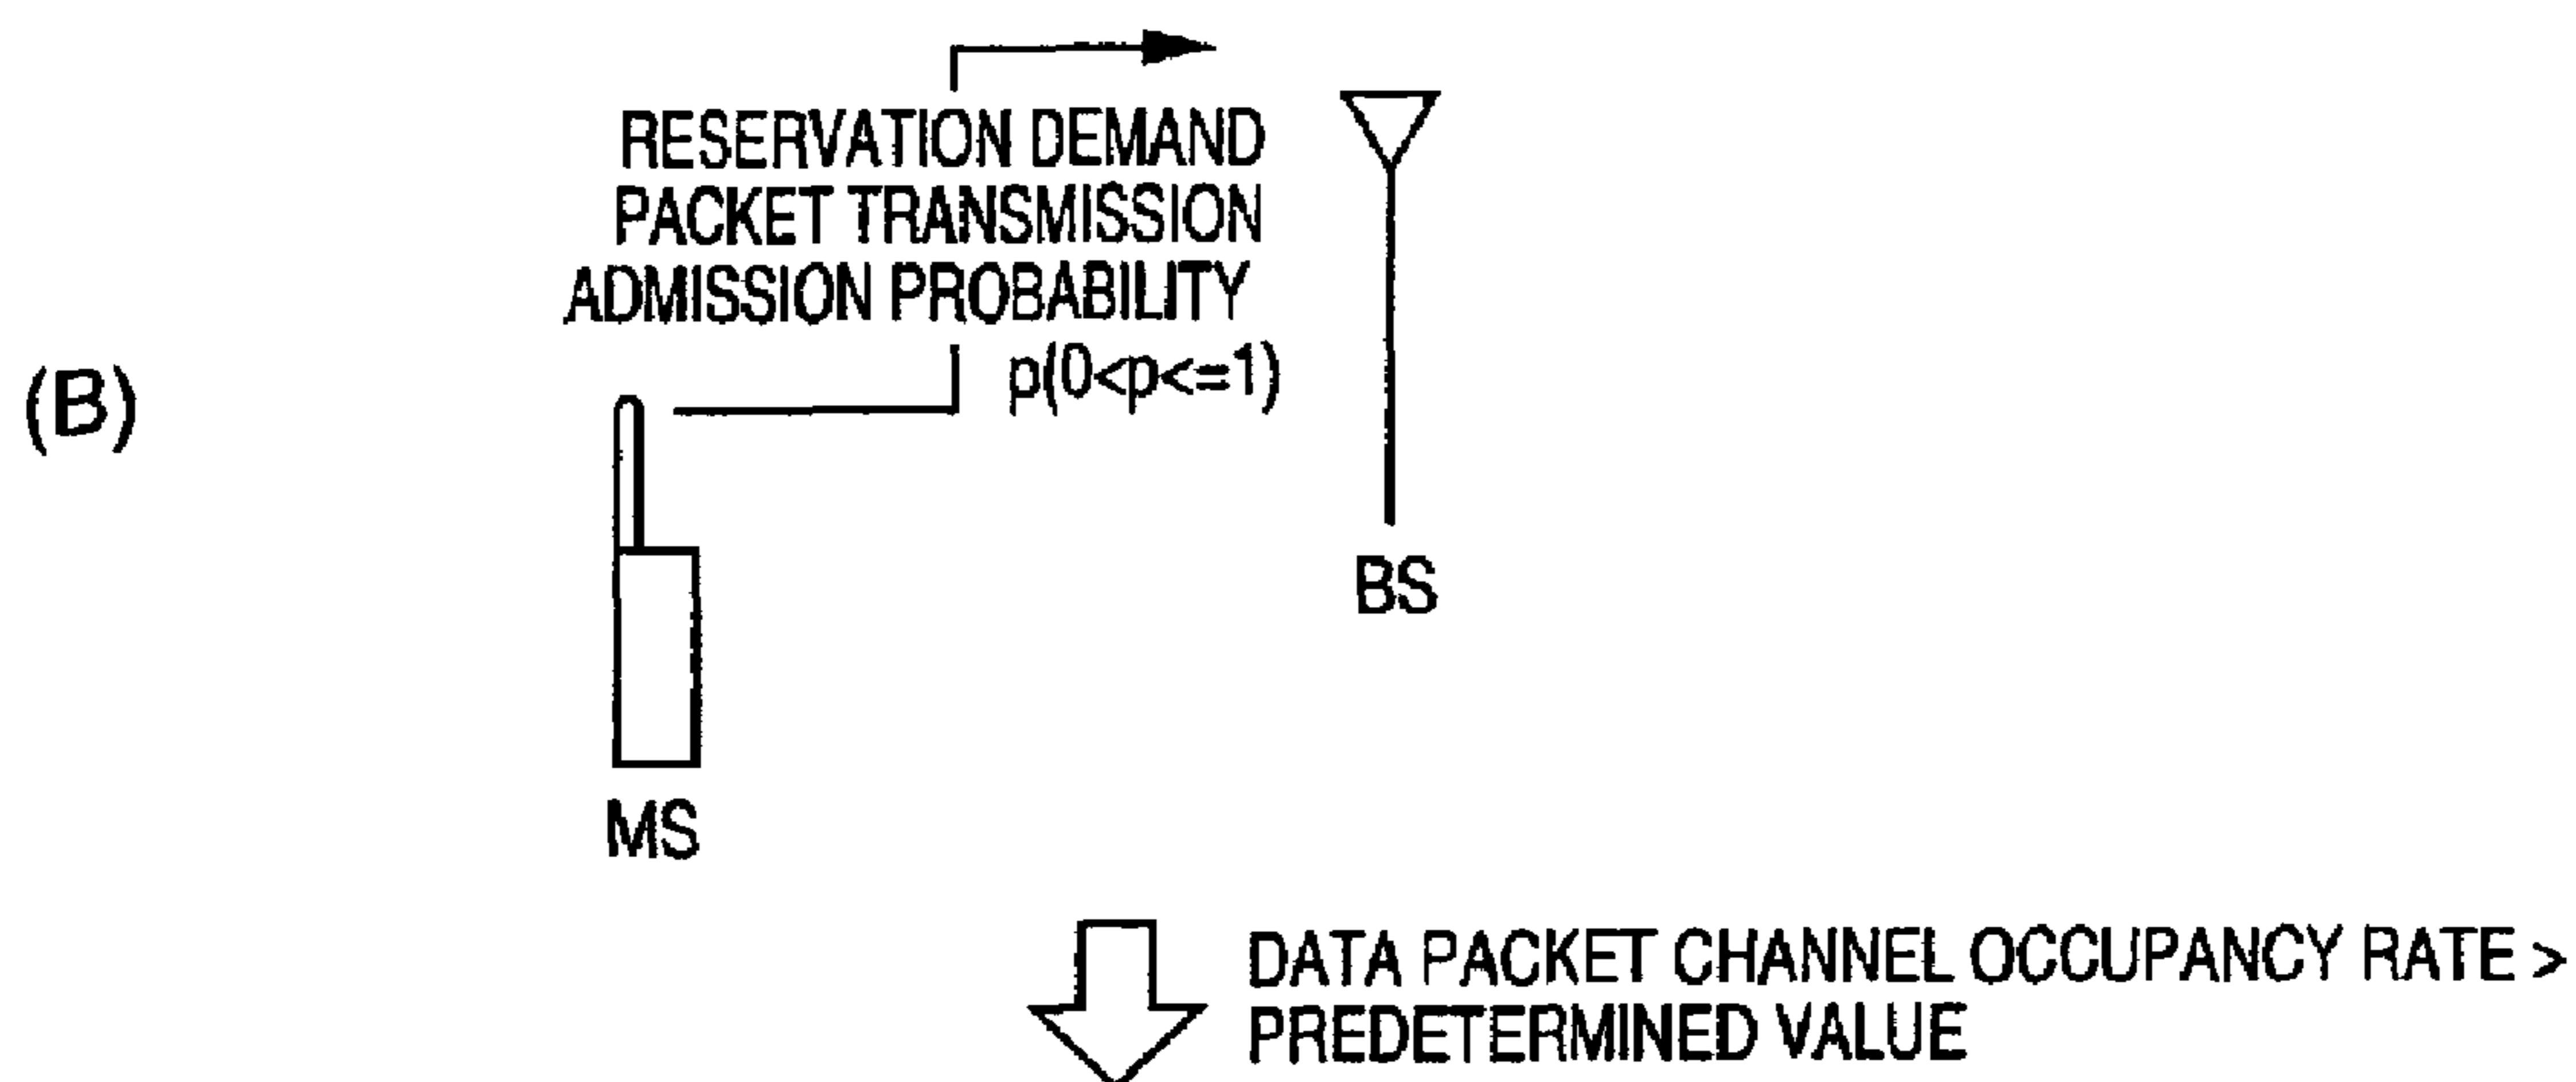 RESERVATION DEMAND
PACKET TRANSMISSION
ADMISSION PROBABILITY
p(0<p<=1)
(B)
BS
MS
DATA PACKET CHANNEL OCCUPANCY RATE >
PREDETERMINED VALUE